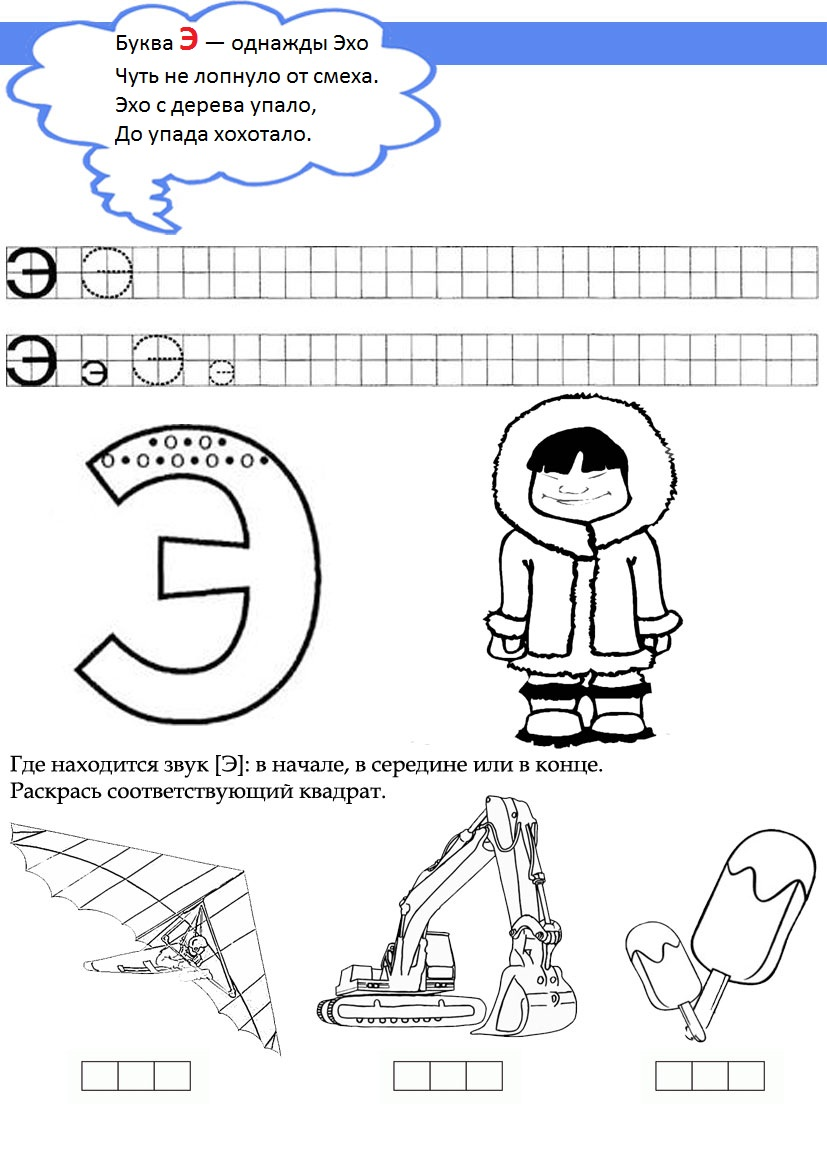 Буква Э — однажды Эхо
Чуть не лопнуло от смеха.
Эхо с дерева упало,
До упада хохотало.
Э Э
Э э Э э
Э
Где находится звук [Э]: в начале, в середине или в конце.
Раскрась соответствующий квадрат.